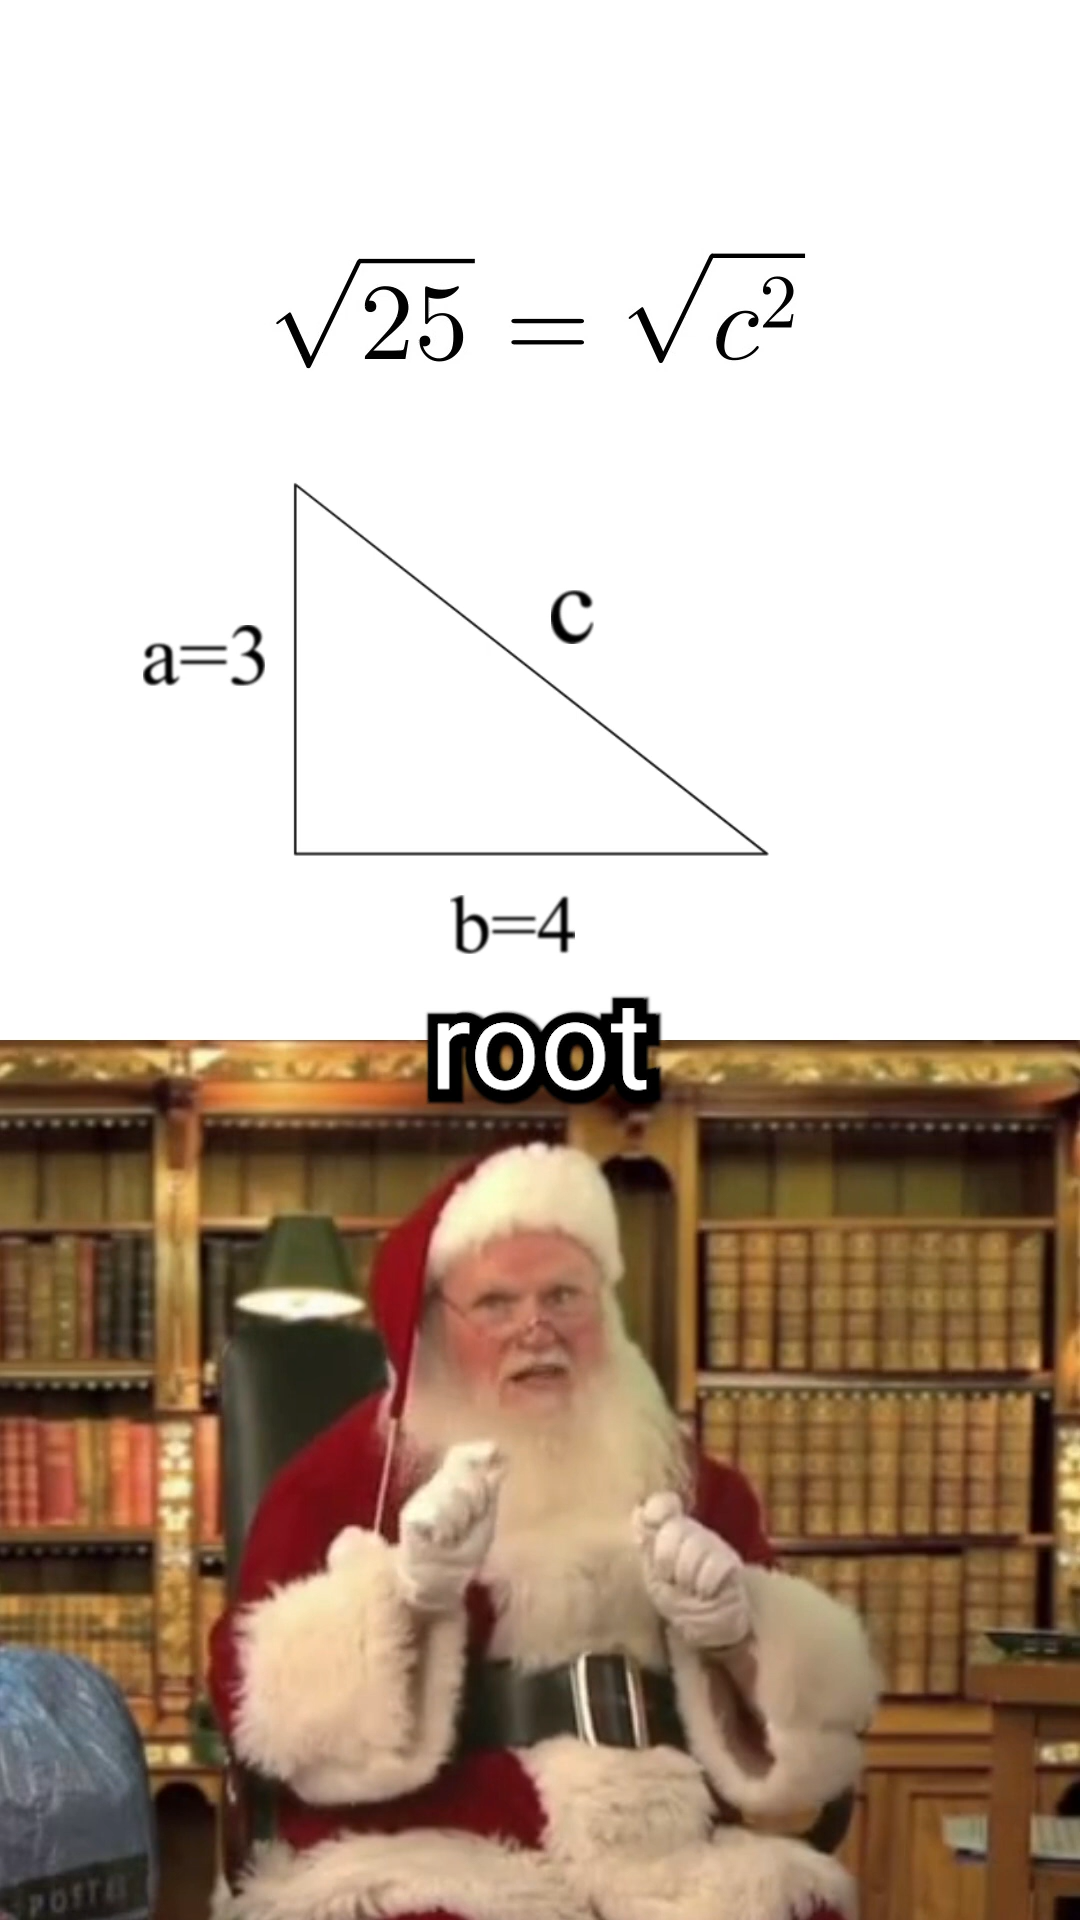 √25 = √c²
c
a=3
b=4
root
POSTAL